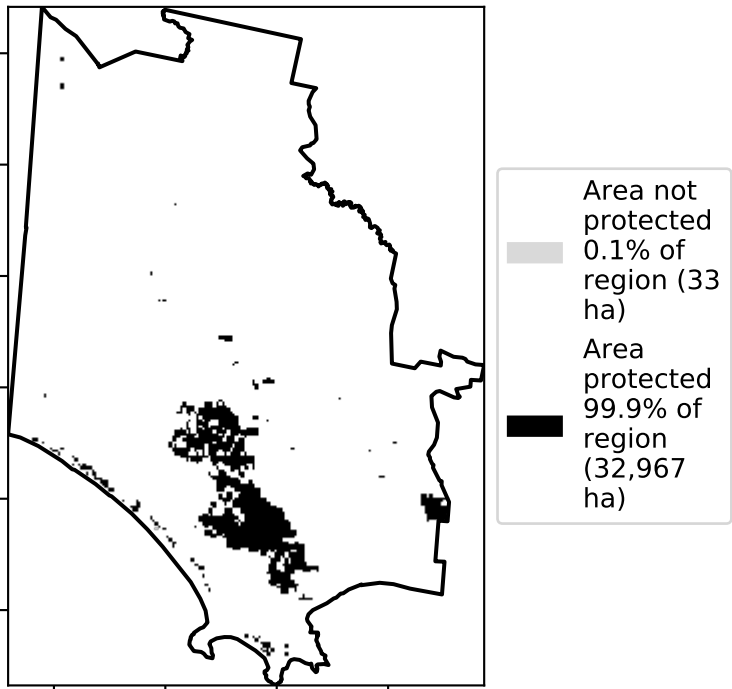 Area not
protected
0.1% of
region (33
ha)
Area
protected
99.9% of
region
(32,967
ha)